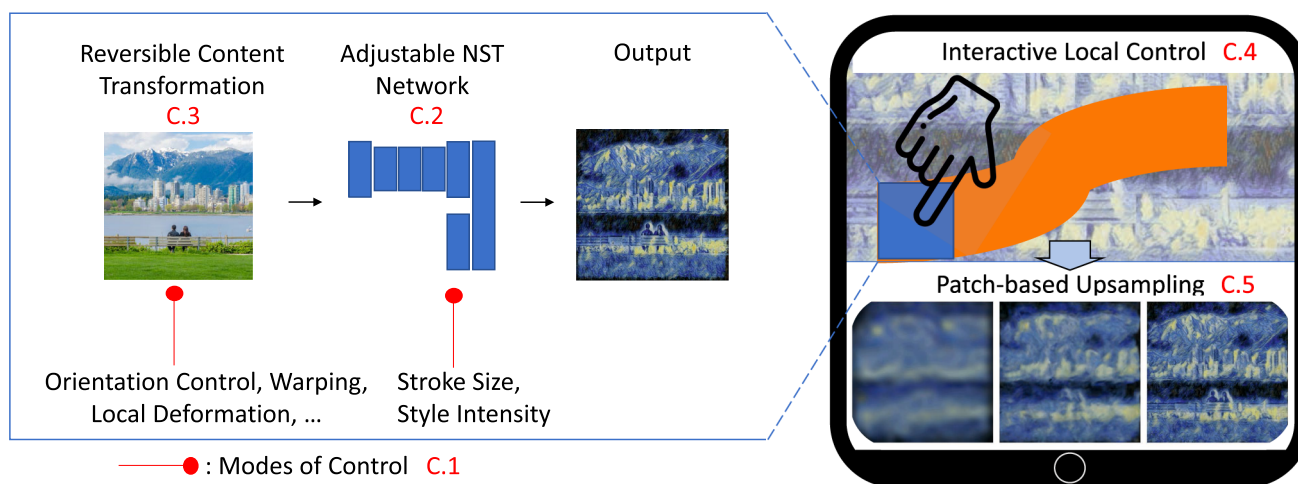 Reversible Content
Transformation
C.3
Adjustable NST
Network
C.2
Output
Orientation Control, Warping,
Local Deformation, ...
Stroke Size,
Style Intensity
: Modes of Control C.1
Interactive Local Control C.4
Patch-based Upsampling C.5